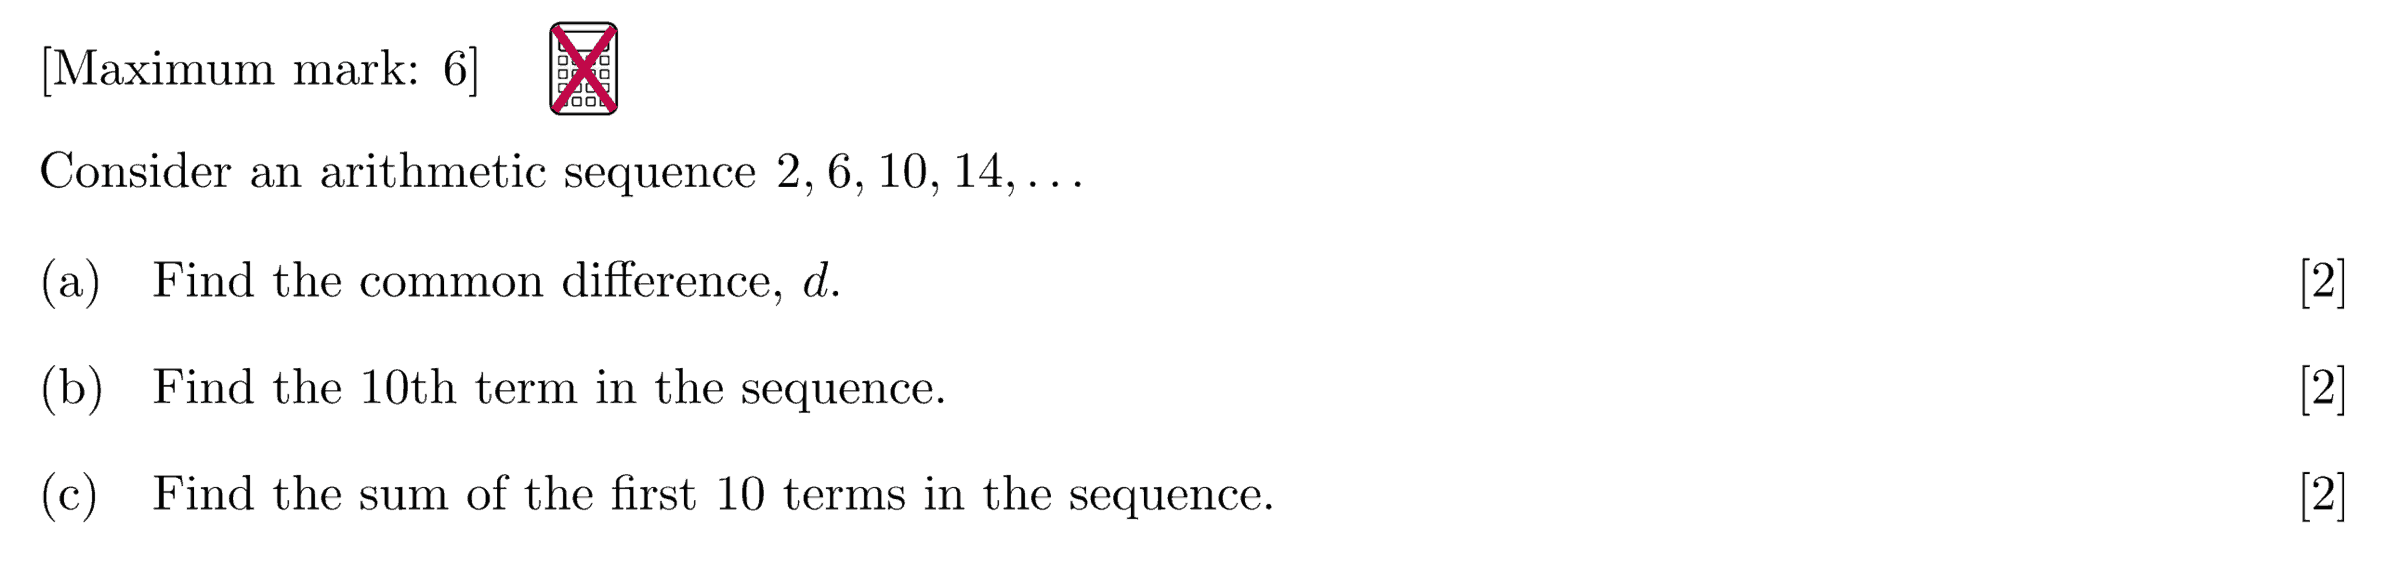 [Maximum mark: 6]
Consider an arithmetic sequence 2, 6, 10, 14, . . .
(a) Find the common difference, d. [2]
(b) Find the 10th term in the sequence. [2]
(c) Find the sum of the first 10 terms in the sequence. [2]